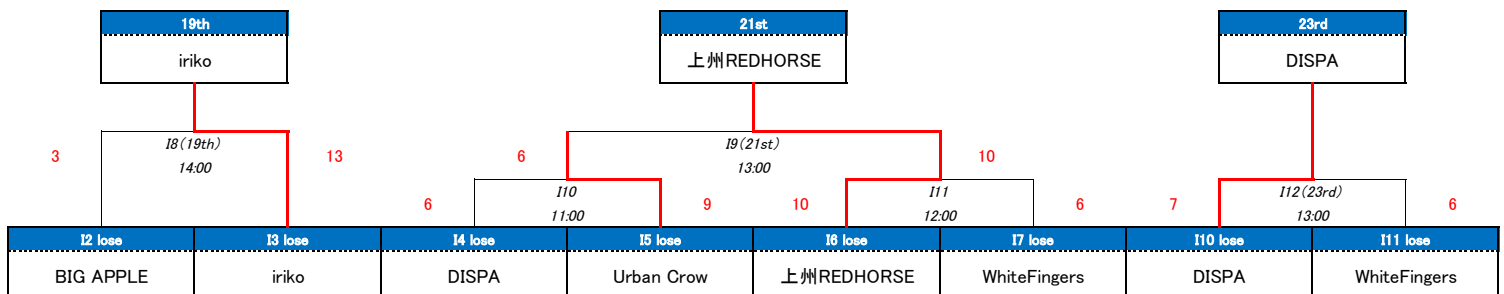 19th
21st
23rd
iriko
上州REDHORSE
DISPA
I8(19th)
I9(21st)
3
13
6
10
14:00
13:00
I10
I11
I12(23rd)
6
9
10
6
7
6
11:00
12:00
13:00
I2 lose
I3 lose
I4 lose
I5 lose
I6 lose
I7 lose
I10 lose
I11 lose
BIG APPLE
iriko
DISPA
Urban Crow
上州REDHORSE
WhiteFingers
DISPA
WhiteFingers